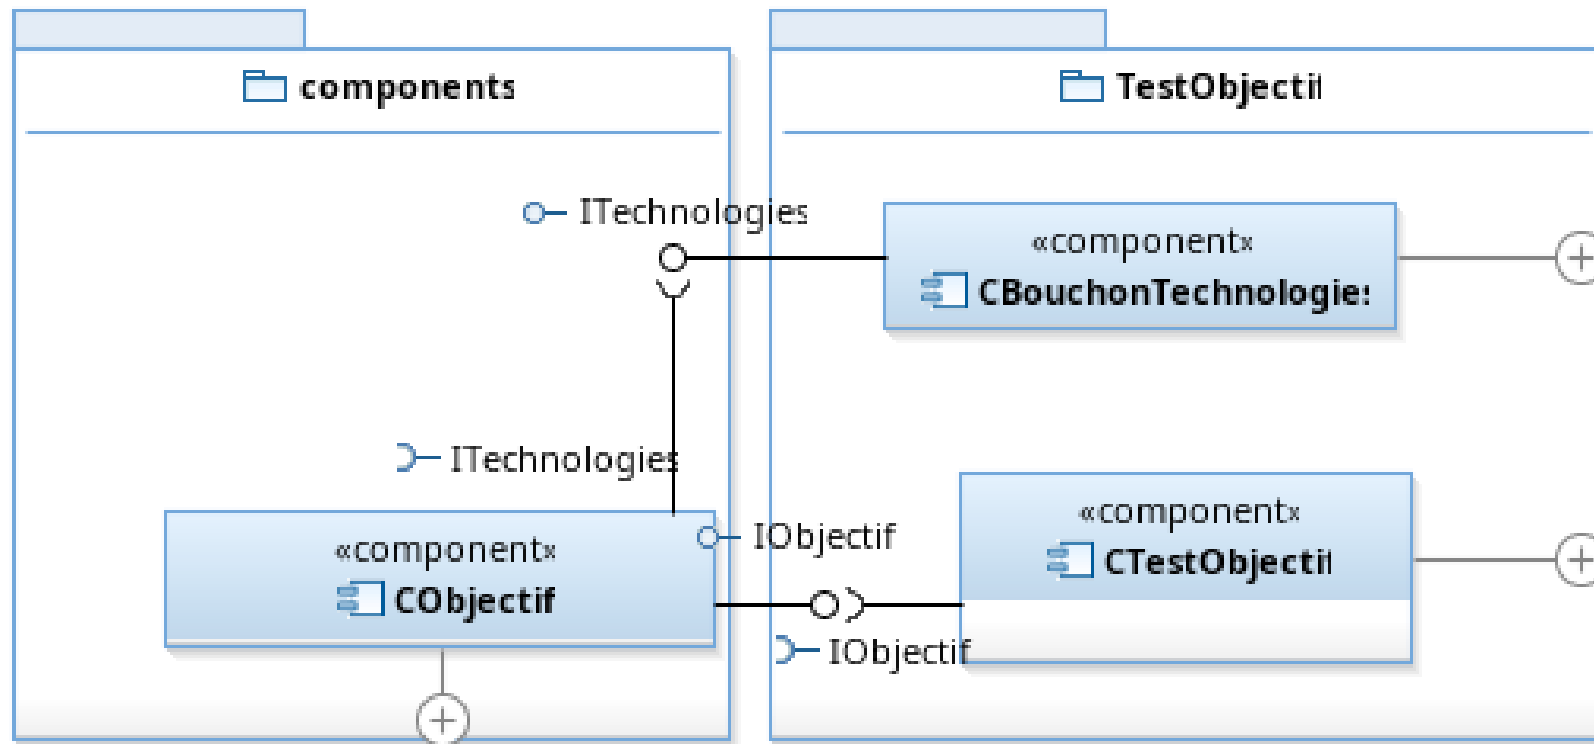 components
TestObjectif
ITechnologies
«component»
CBouchonTechnologies
ITechnologies
«component»
CTestObjectif
IObjectif
«component»
CObjectif
IObjectif